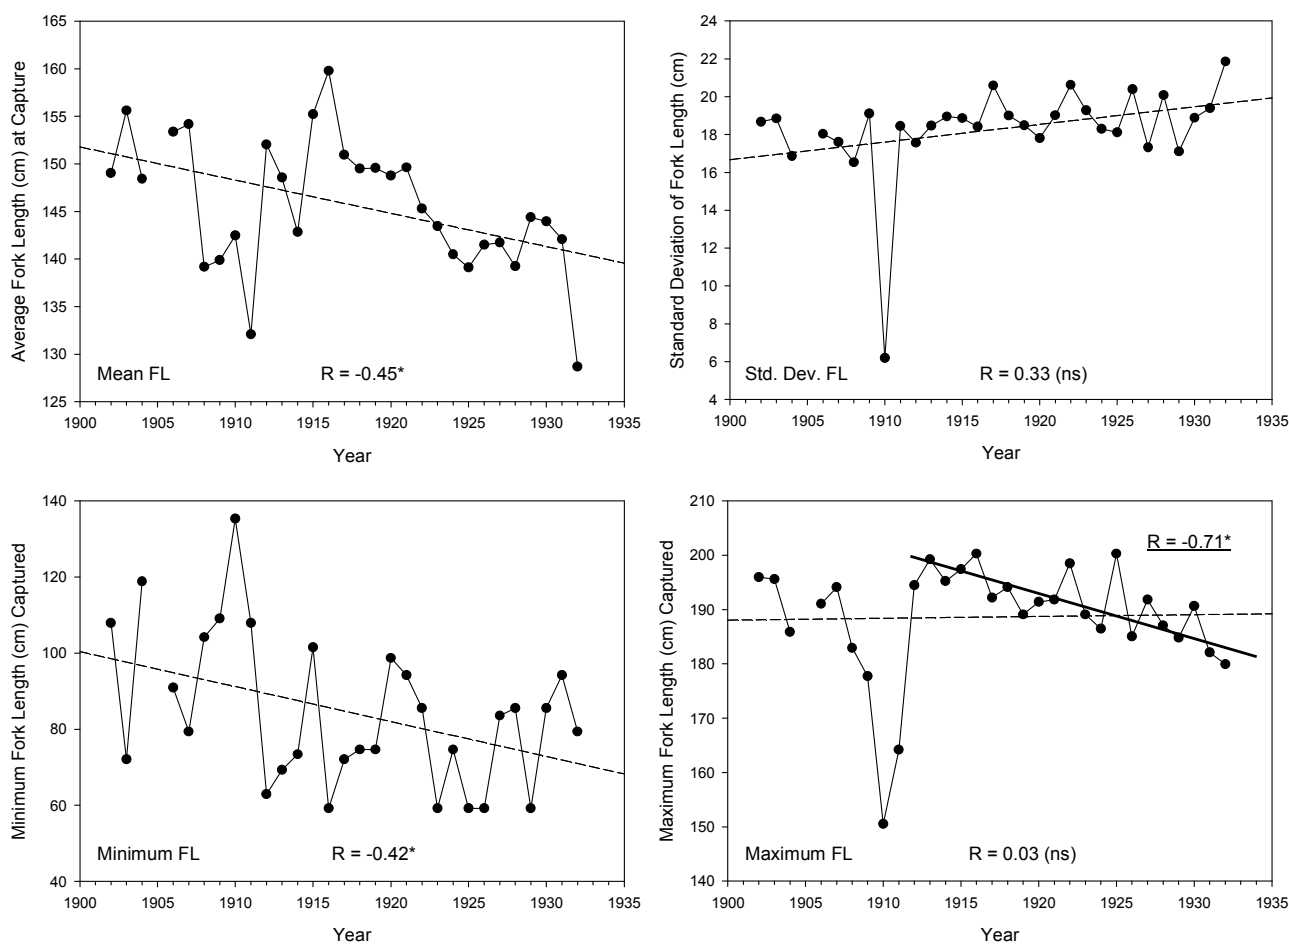 165
160
155
150
145
140
135
130
125
Average Fork Length (cm) at Capture
Mean FL
R = -0.45*
1900 1905 1910 1915 1920 1925 1930 1935
Year
24
22
20
18
16
14
12
10
8
6
4
Standard Deviation of Fork Length (cm)
Std. Dev. FL
R = 0.33 (ns)
1900 1905 1910 1915 1920 1925 1930 1935
Year
140
120
100
80
60
40
Minimum Fork Length (cm) Captured
Minimum FL
R = -0.42*
1900 1905 1910 1915 1920 1925 1930 1935
Year
210
200
190
180
170
160
150
140
Maximum Fork Length (cm) Captured
R = -0.71*
Maximum FL
R = 0.03 (ns)
1900 1905 1910 1915 1920 1925 1930 1935
Year